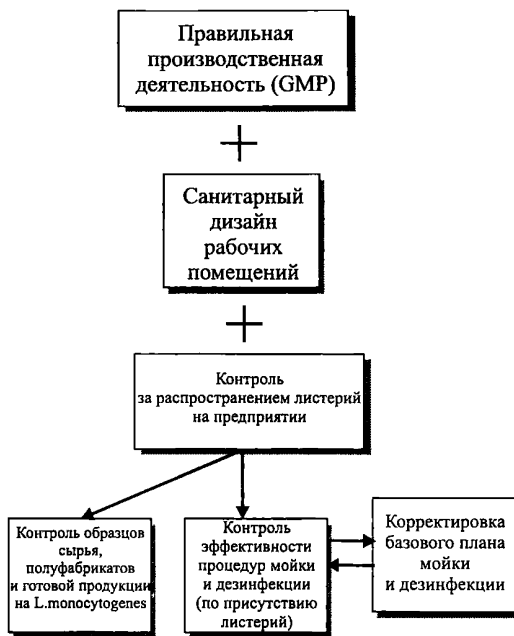 Правильная
производственная
деятельность (GMP)
+
Санитарный
дизайн
рабочих
помещений
+
Контроль
за распространением листерий
на предприятии
Контроль образцов
сырья,
полуфабрикатов
и готовой продукции
на L.monocytogenes
Контроль
эффективности
процедур мойки
и дезинфекции
(по присутствию
листерий)
Корректировка
базового плана
мойки
и дезинфекции